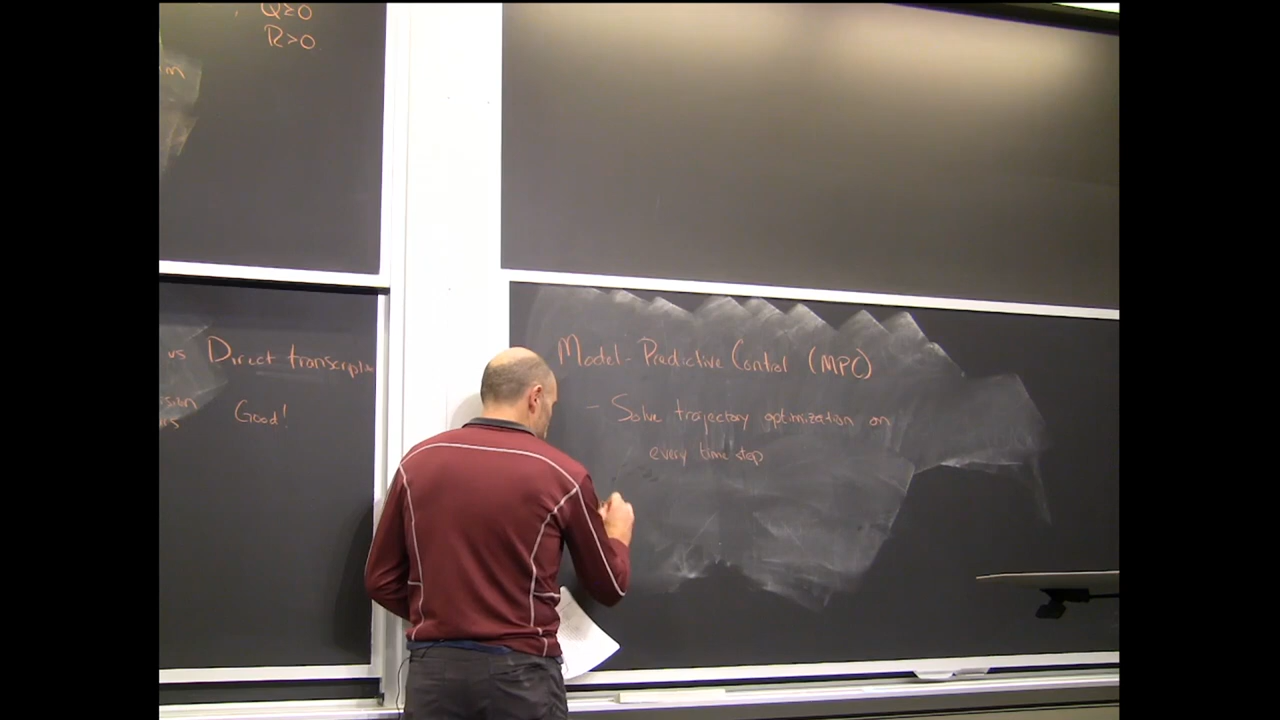 Q≥0
R>0
m
vs Direct transcription
Good!
Model-Predictive Control (MPC)
- Solve trajectory optimization on
every time step